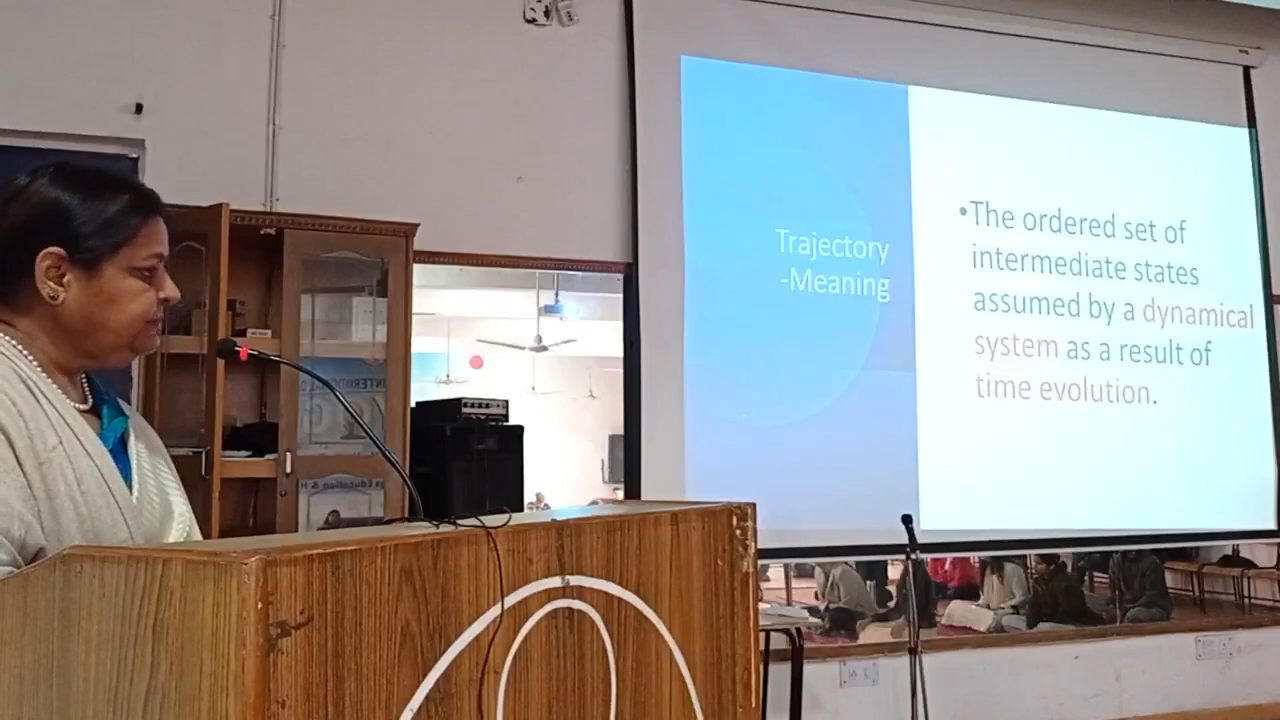 Trajectory
-Meaning
•The ordered set of
intermediate states
assumed by a dynamical
system as a result of
time evolution.